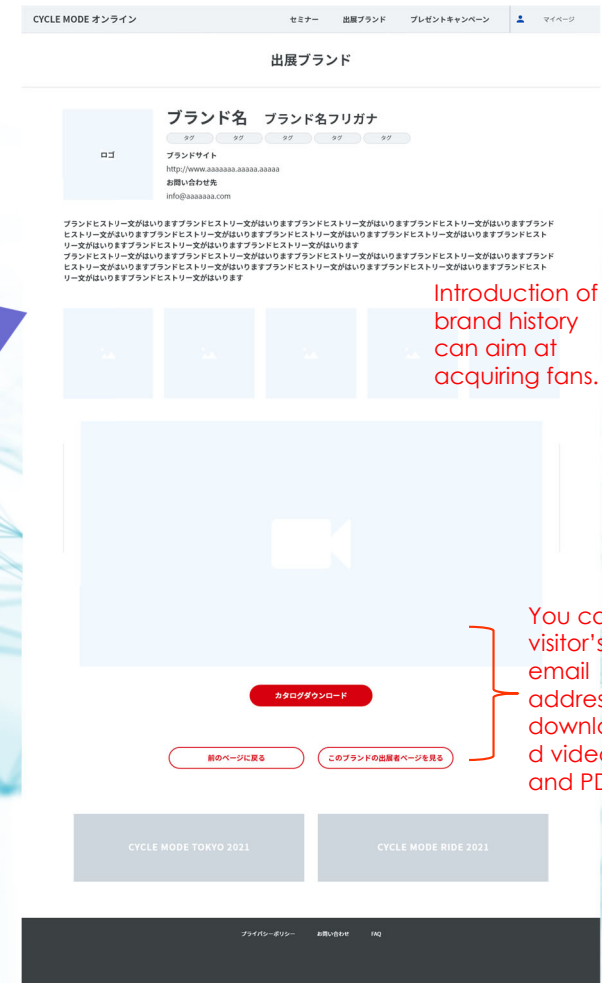 CYCLE MODE オンライン
セミナー 出展ブランド プレゼントキャンペーン マイページ
出展ブランド
ロゴ
ブランド名 ブランド名フリガナ
タグ タグ タグ タグ タグ
ブランドサイト
http://www.aaaaaaa.aaaaa.aaaaa
お問い合わせ先
info@aaaaaaa.com
ブランドヒストリー文がはいりますブランドヒストリー文がはいりますブランドヒストリー文がはいりますブランドヒストリー文がはいりますブランド
ヒストリー文がはいりますブランドヒストリー文がはいりますブランドヒストリー文がはいりますブランドヒストリー文がはいりますブランドヒスト
リー文がはいりますブランドヒストリー文がはいりますブランドヒストリー文がはいります
ブランドヒストリー文がはいりますブランドヒストリー文がはいりますブランドヒストリー文がはいりますブランドヒストリー文がはいりますブランド
ヒストリー文がはいりますブランドヒストリー文がはいりますブランドヒストリー文がはいりますブランドヒストリー文がはいりますブランドヒスト
リー文がはいりますブランドヒストリー文がはいります
Introduction of
brand history
can aim at
acquiring fans.
You
visitor's
email
downl
d video
カタログダウンロード
前のページに戻る このブランドの出展者ページを見る
CYCLE MODE TOKYO 2021 CYCLE MODE RIDE 2021
プライバシーポリシー お問い合わせ FAQ